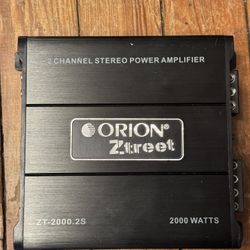 2 CHANNEL STEREO POWER AMPLIFIER
ORION®
Ztreet
ZT-2000.2S 2000 WATTS